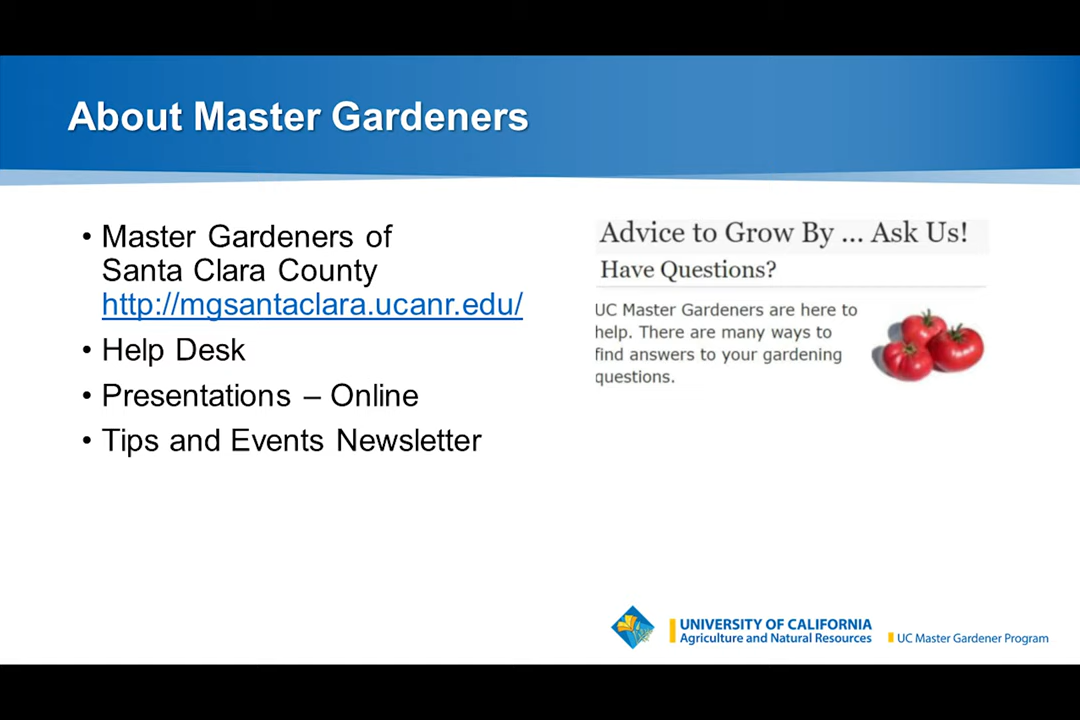 About Master Gardeners
• Master Gardeners of
Santa Clara County
http://mgsantaclara.ucanr.edu/
• Help Desk
• Presentations – Online
• Tips and Events Newsletter
Advice to Grow By ... Ask Us!
Have Questions?
UC Master Gardeners are here to
help. There are many ways to
find answers to your gardening
questions.
UNIVERSITY OF CALIFORNIA
Agriculture and Natural Resources
UC Master Gardener Program